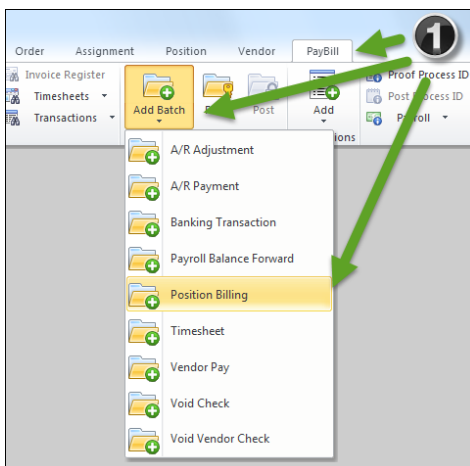 1
Order Assignment Position Vendor PayBill
Invoice Register
Timesheets
Transactions
Add Batch
Post
Add
Proof Process ID
Post Process ID
Payroll
A/R Adjustment
A/R Payment
Banking Transaction
Payroll Balance Forward
Position Billing
Timesheet
Vendor Pay
Void Check
Void Vendor Check